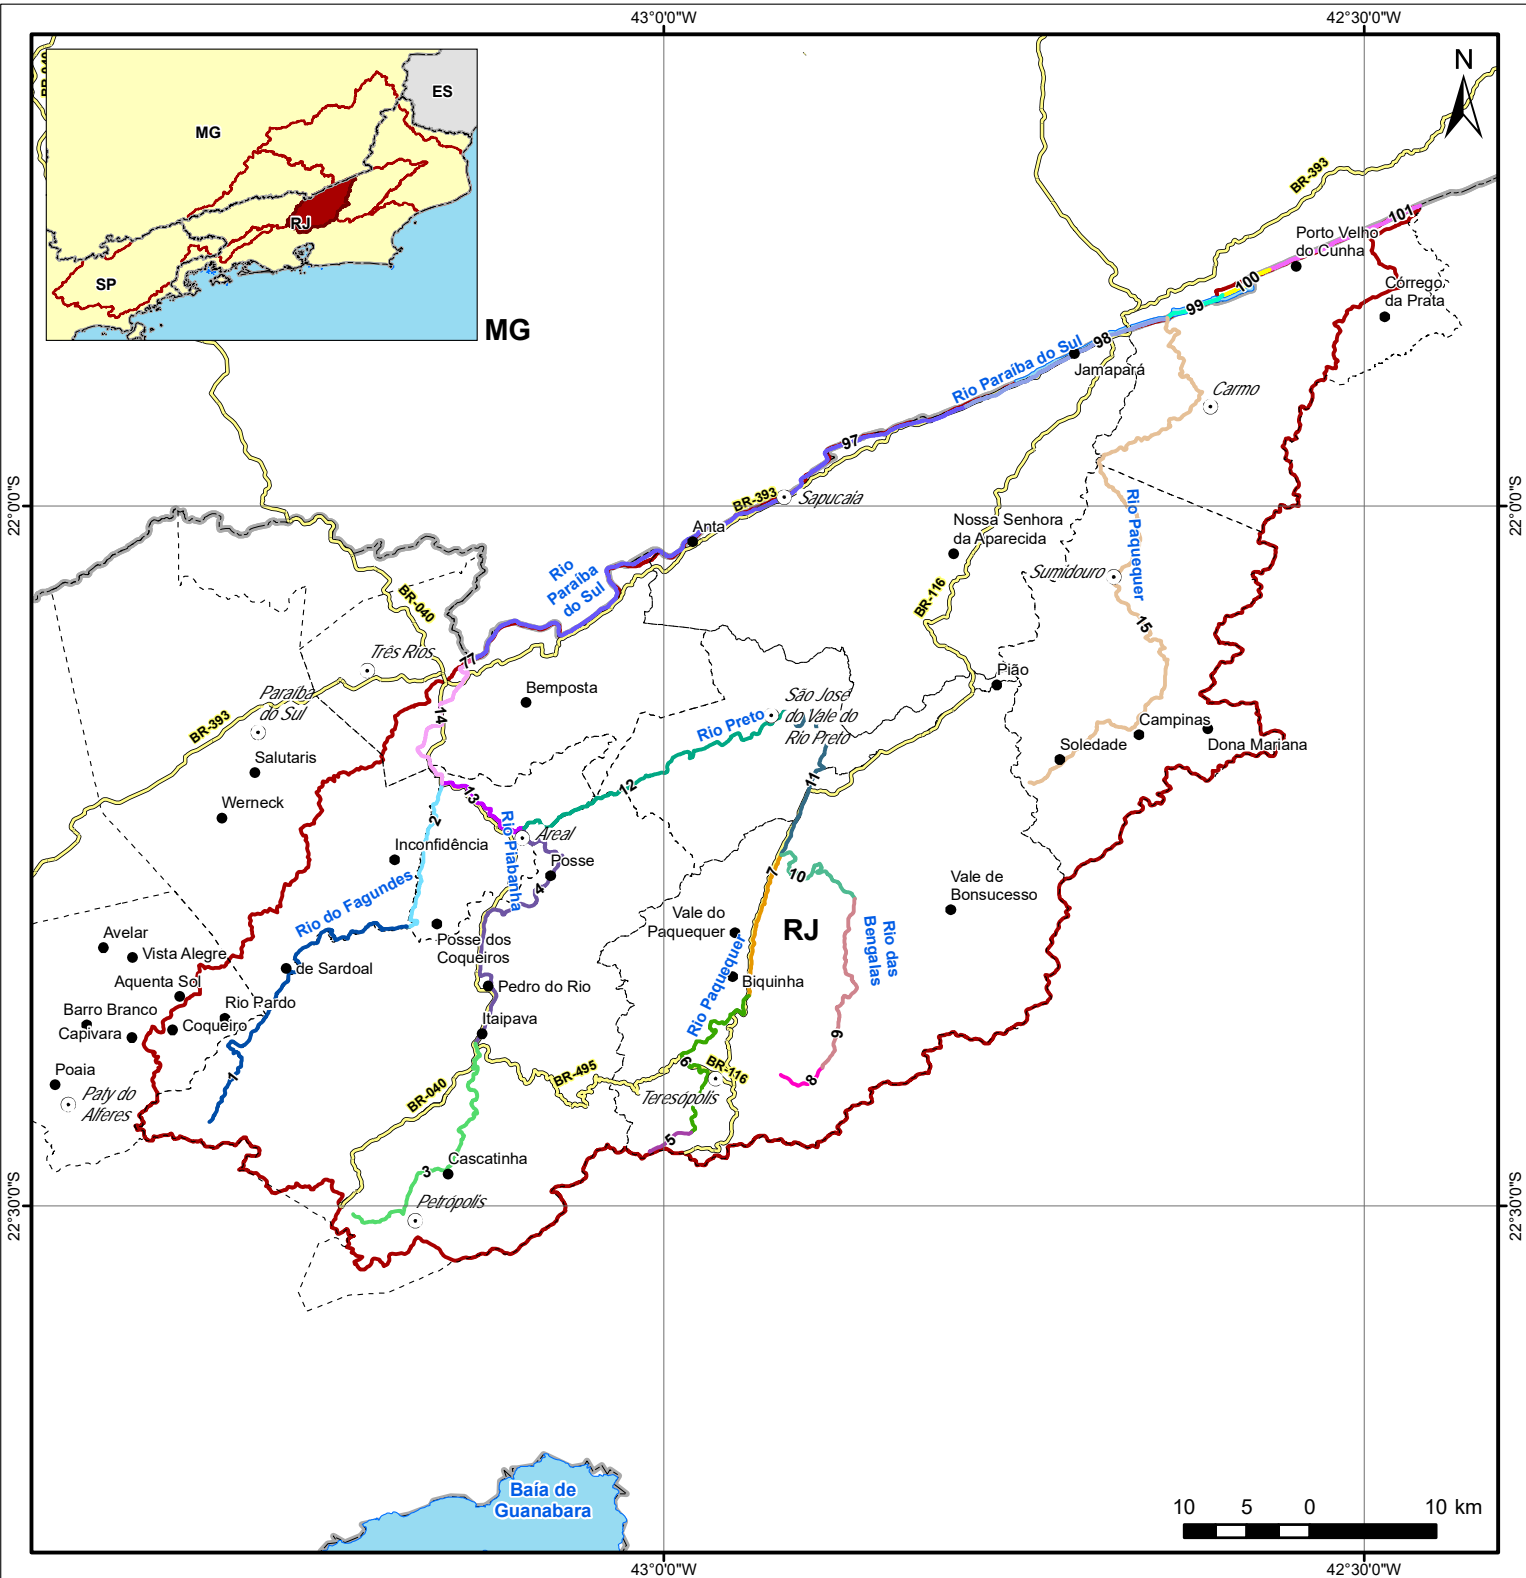 43°0'0"W
42°30'0"W
N
ES
MG
RJ
SP
MG
BR-040
BR-393
101
Porto Velho
do Cunha
100
Córrego
da Prata
99
98
Rio Paraíba do Sul
Jamapará
Carmo
97
BR-393
Sapucaia
22°0'0"S
22°0'0"S
Anta
Nossa Senhora
da Aparecida
Rio Paquequer
Rio
Paraíba
do Sul
Sumidouro
BR-040
BR-116
15
Três Rios
77
Pião
Paraíba
do Sul
Bemposta
São José
do Vale do
Rio Preto
BR-393
14
Rio Preto
Campinas
Soledade
Dona Mariana
Salutaris
11
12
13
Werneck
2
Rio Piabanha
Areal
Inconfidência
Posse
7
10
4
Vale de
Bonsucesso
Rio do Fagundes
Vale do
Paquequer
RJ
Avelar
Vista Alegre
Posse dos
Coqueiros
Rio das
Bengalas
de Sardoal
Biquinha
Aquenta Sol
Pedro do Rio
Rio Paquequer
Barro Branco
Rio Pardo
Capivara
Coqueiro
Itaipava
9
6
BR-116
Poaia
1
BR-495
8
Paty do
Alferes
BR-040
Teresópolis
5
Cascatinha
3
Petrópolis
22°30'0"S
22°30'0"S
Baía de
Guanabara
10 5 0 10 km
43°0'0"W
42°30'0"W